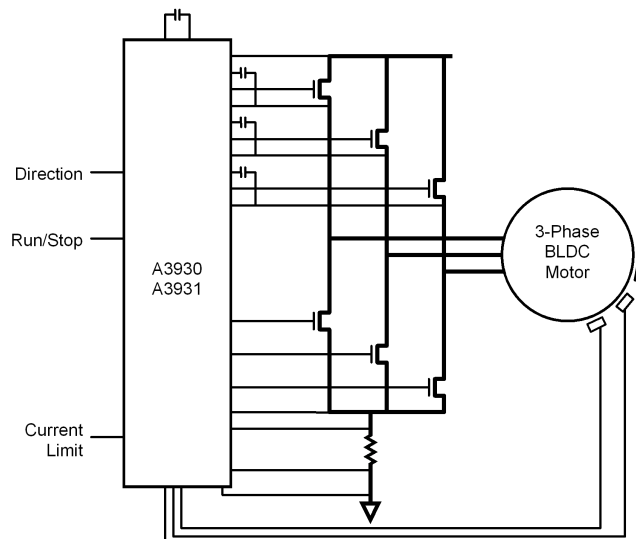 Direction
Run/Stop
A3930
A3931
3-Phase
BLDC
Motor
Current
Limit